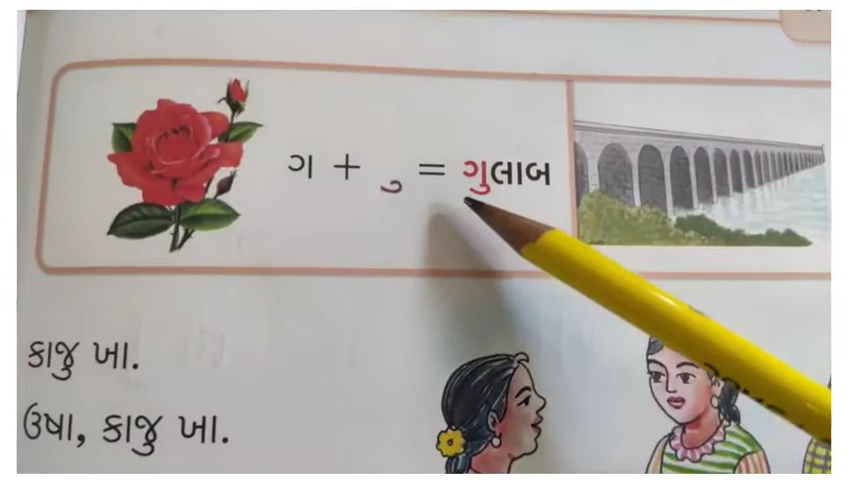 ગ + ુ = ગુલાબ
કાજુ ખા.
ઉષા, કાજુ ખા.